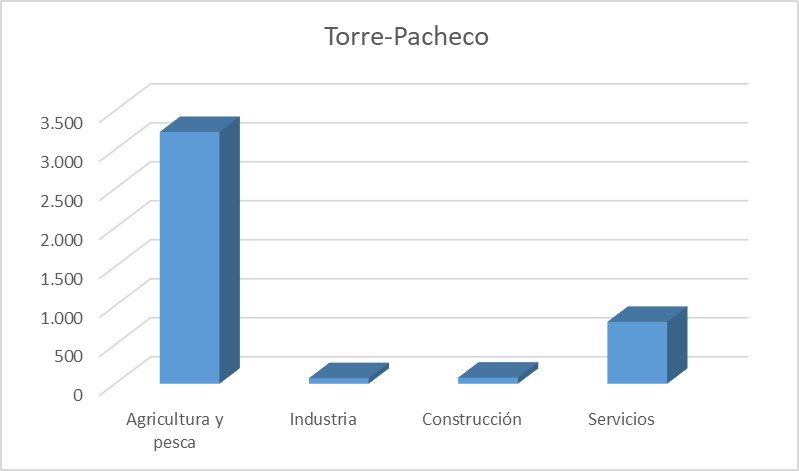 Torre-Pacheco
3.500
3.000
2.500
2.000
1.500
1.000
500
0
Agricultura y
pesca
Industria
Construcción
Servicios